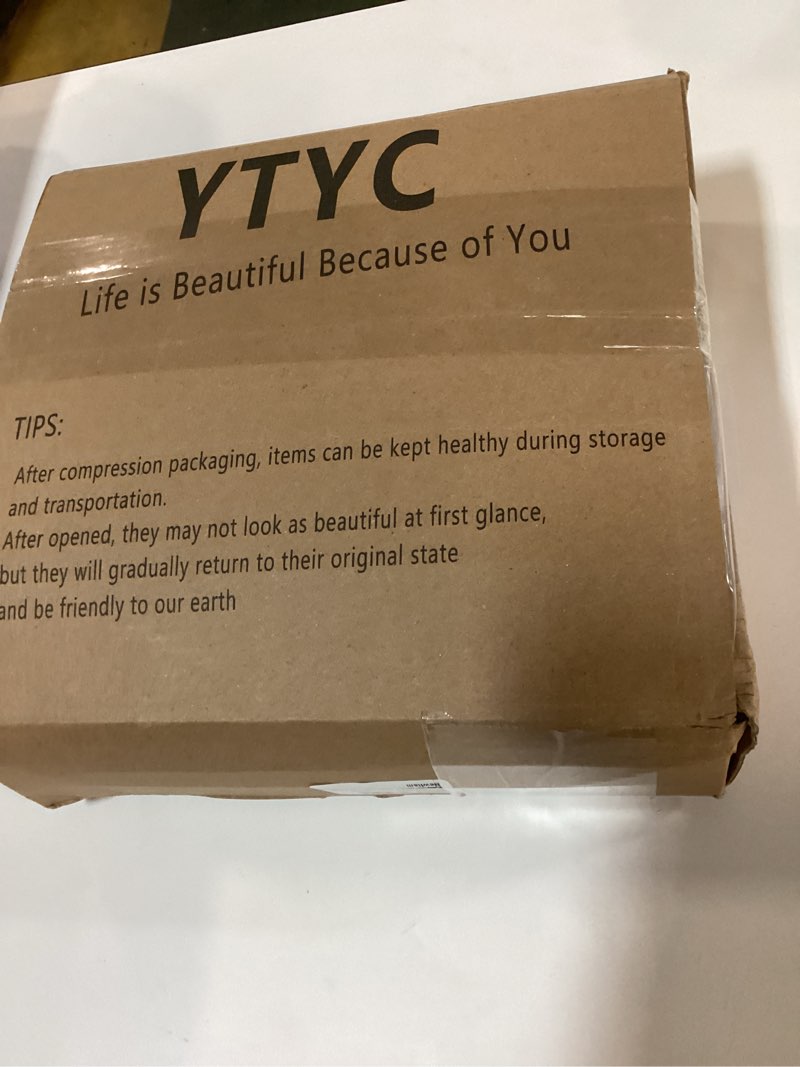 YTYC
Life is Beautiful Because of You
TIPS:
After compression packaging, items can be kept healthy during storage
and transportation.
After opened, they may not look as beautiful at first glance,
but they will gradually return to their original state
and be friendly to our earth